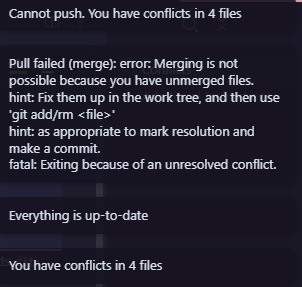 Cannot push. You have conflicts in 4 files
Pull failed (merge): error: Merging is not
possible because you have unmerged files.
hint: Fix them up in the work tree, and then use
'git add/rm <file>'
hint: as appropriate to mark resolution and
make a commit.
fatal: Exiting because of an unresolved conflict.
Everything is up-to-date
You have conflicts in 4 files